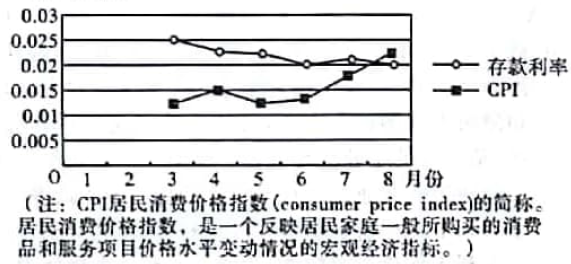 0.03
0.025
0.02
0.015
0.01
0.005
O 1 2 3 4 5 6 7 8 月份
存款利率
CPI
(注：CPI居民消费价格指数(consumer price index)的简称。
居民消费价格指数，是一个反映居民家庭一般所购买的消费
品和服务项目价格水平变动情况的宏观经济指标。)